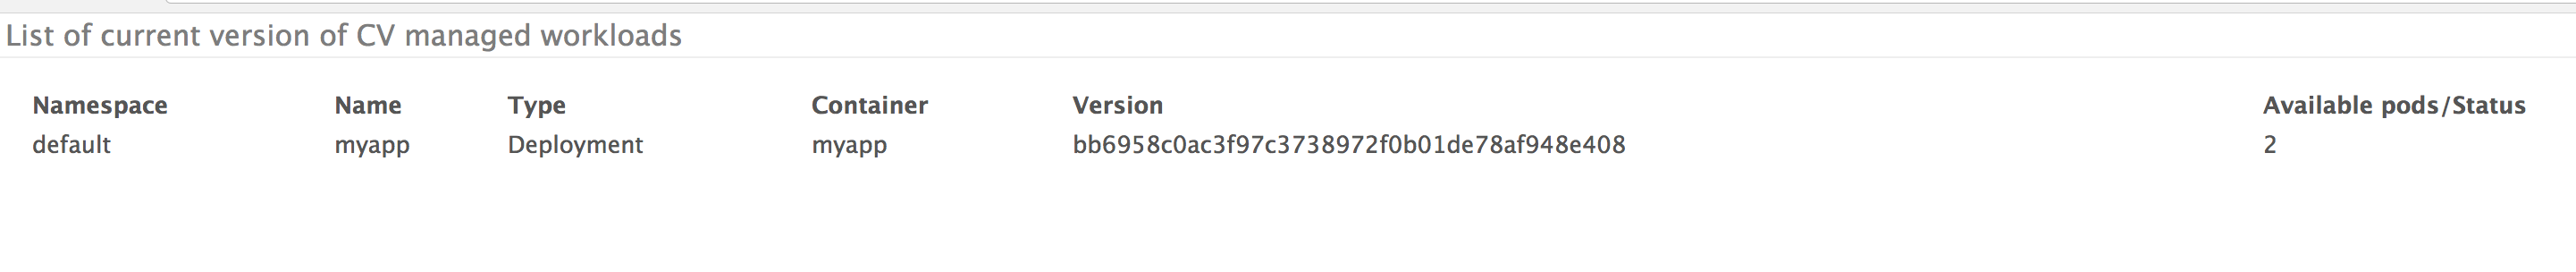 List of current version of CV managed workloads
Namespace Name Type Container Version Available pods/Status
default myapp Deployment myapp bb6958c0ac3f97c3738972f0b01de78af948e408 2